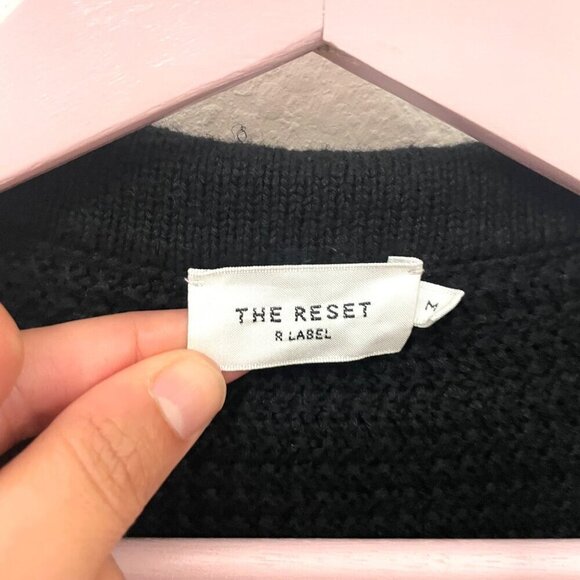 THE RESET
R LABEL
M